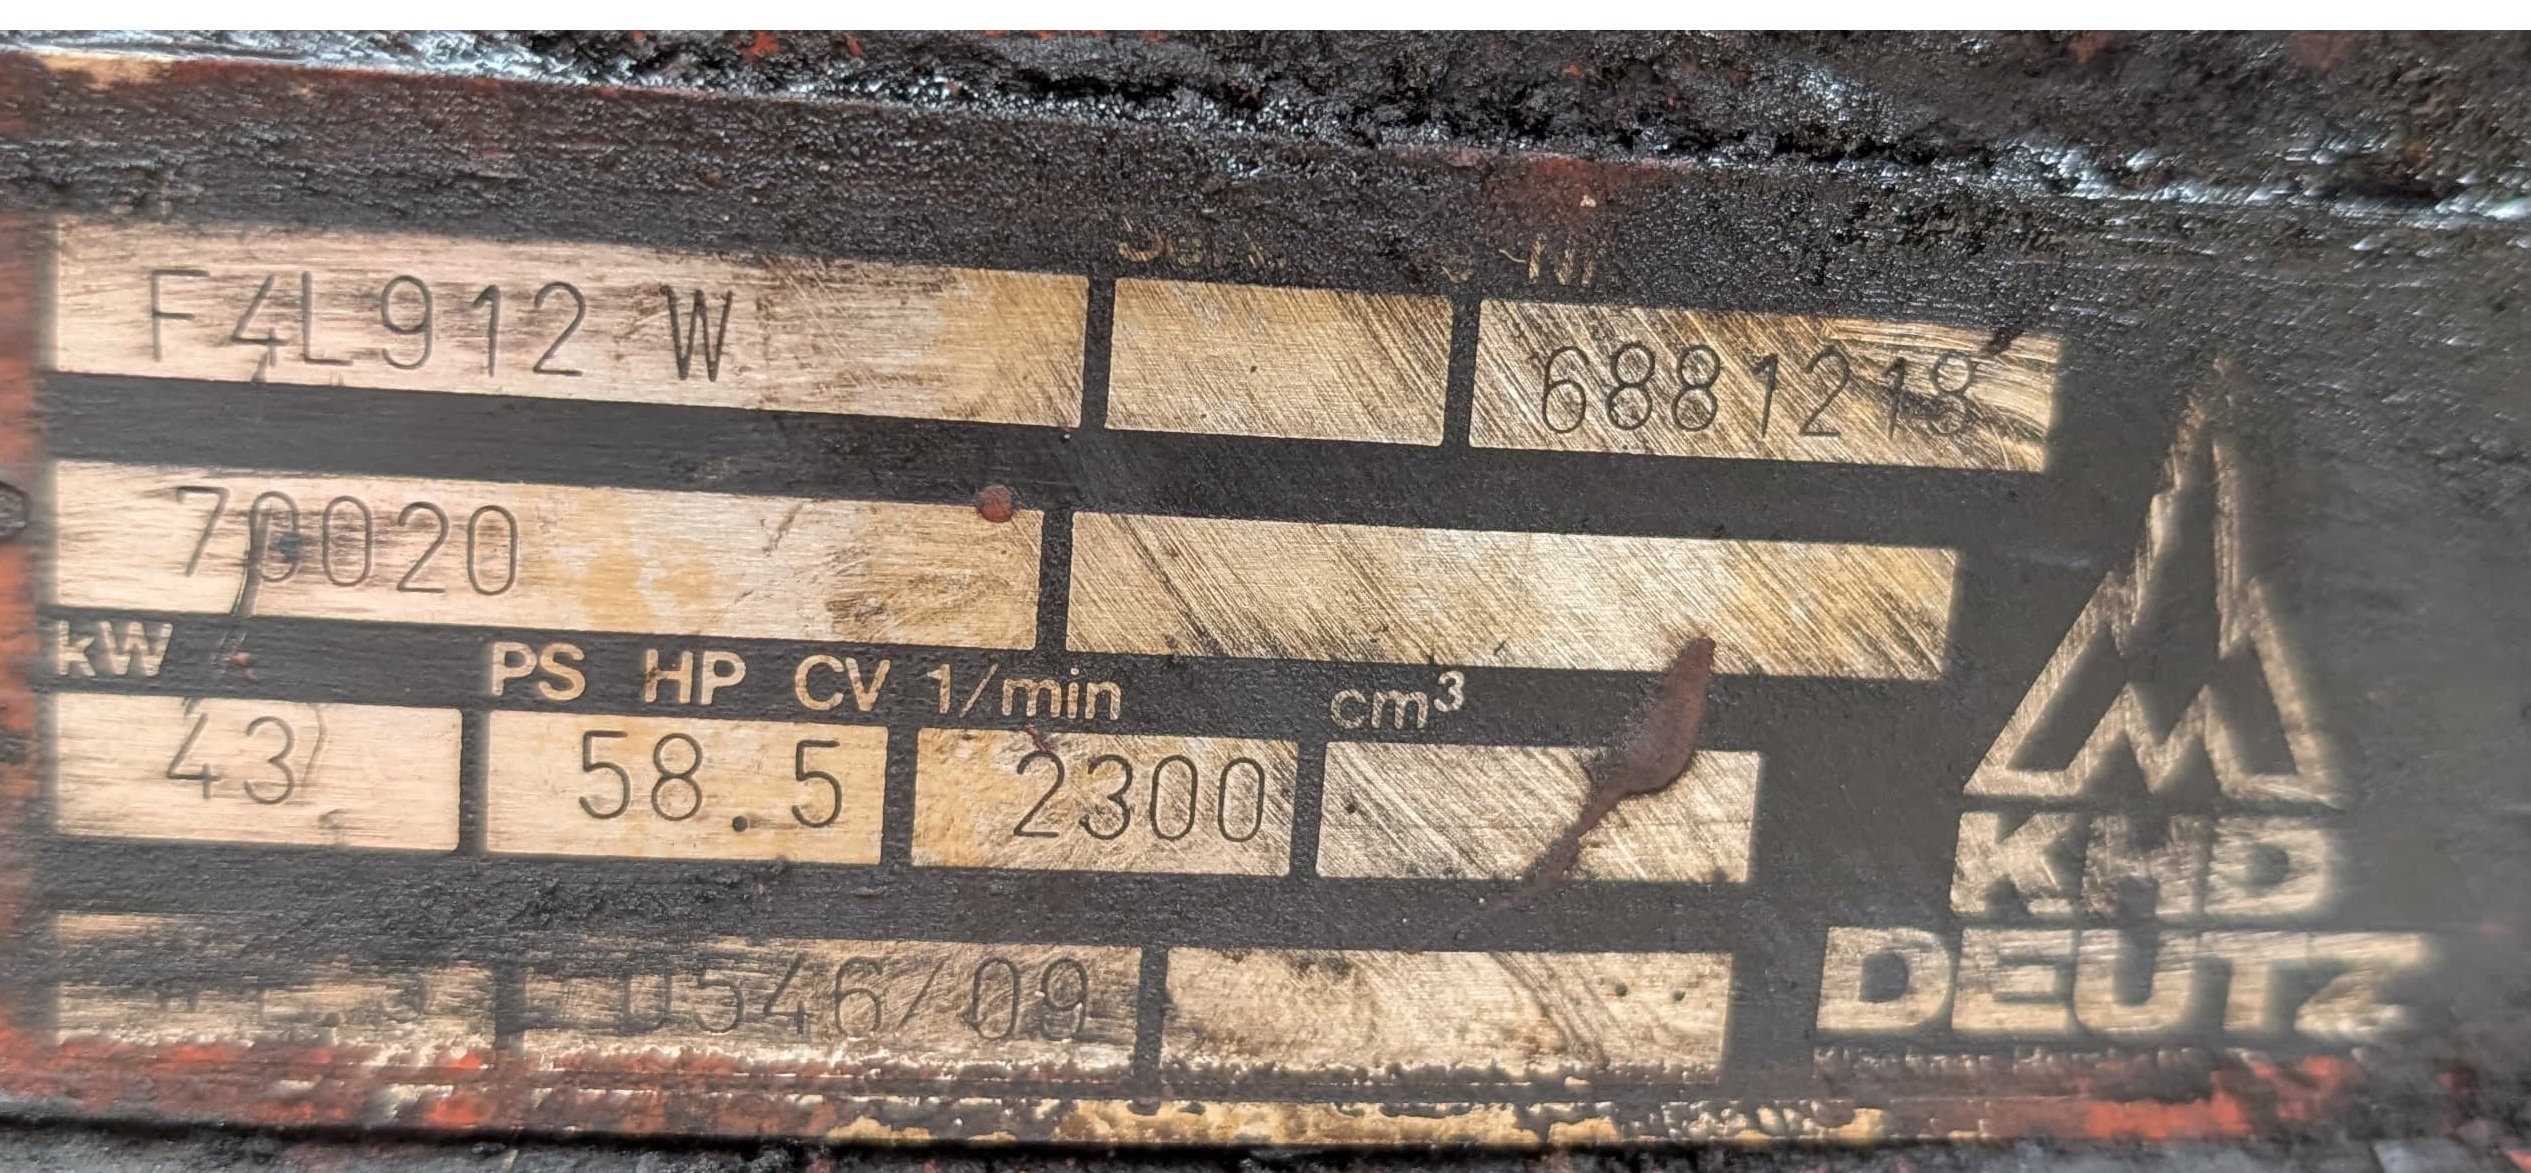 F4L912 W 6881218
70020
kW PS HP CV 1/min cm³
43 58.5 2300
0546/09
KHD
DEUTZ